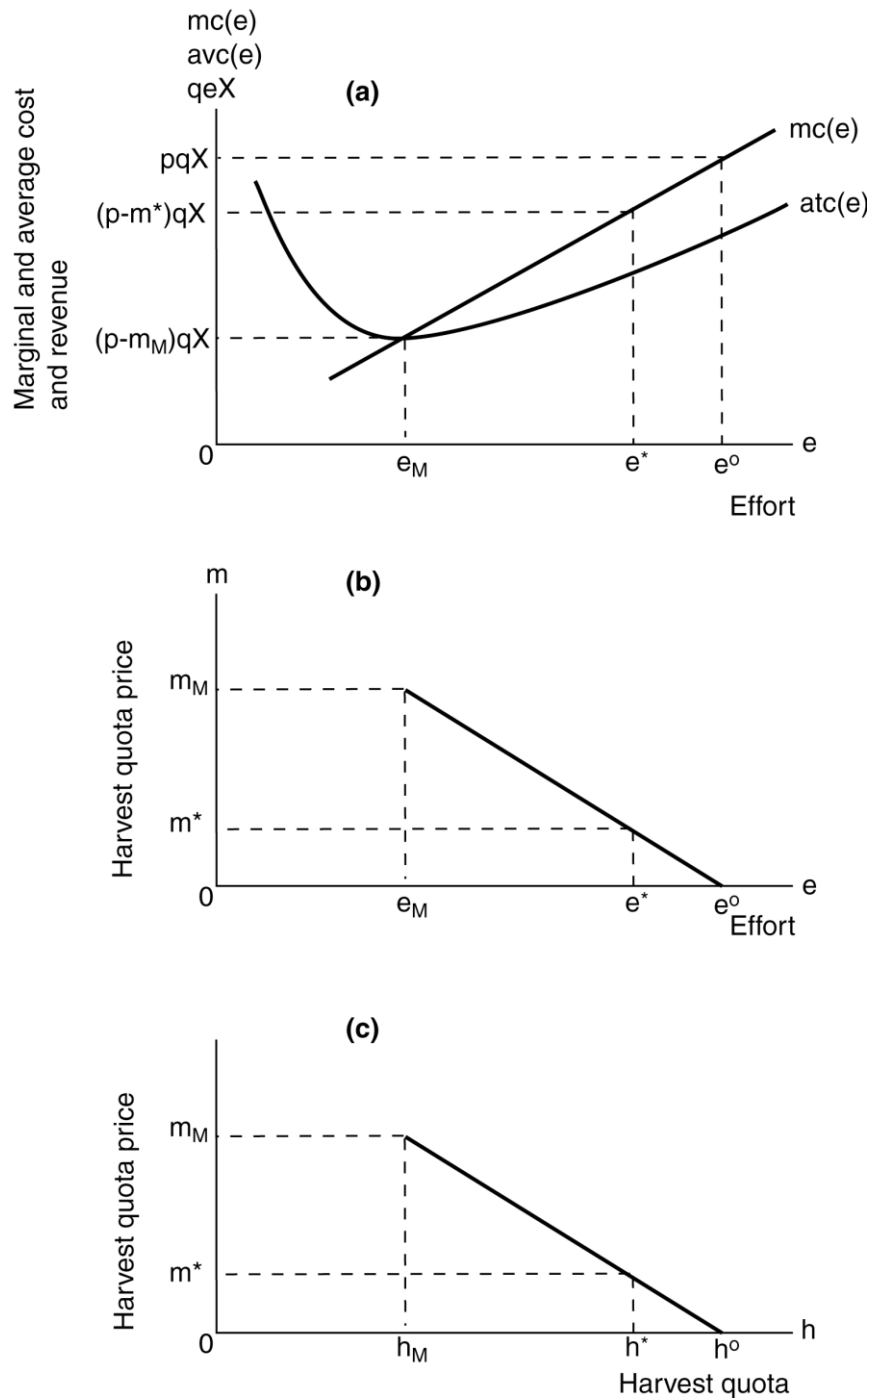 mc(e)
avc(e)
qeX
(a)
Marginal and average cost
and revenue
pqX
(p-m*)qX
(p-mM)qX
mc(e)
atc(e)
0
eM
e*
eo
e
Effort
m
(b)
Harvest quota price
mM
m*
0
eM
e*
eo
e
Effort
(c)
Harvest quota price
mM
m*
0
hM
h*
ho
h
Harvest quota